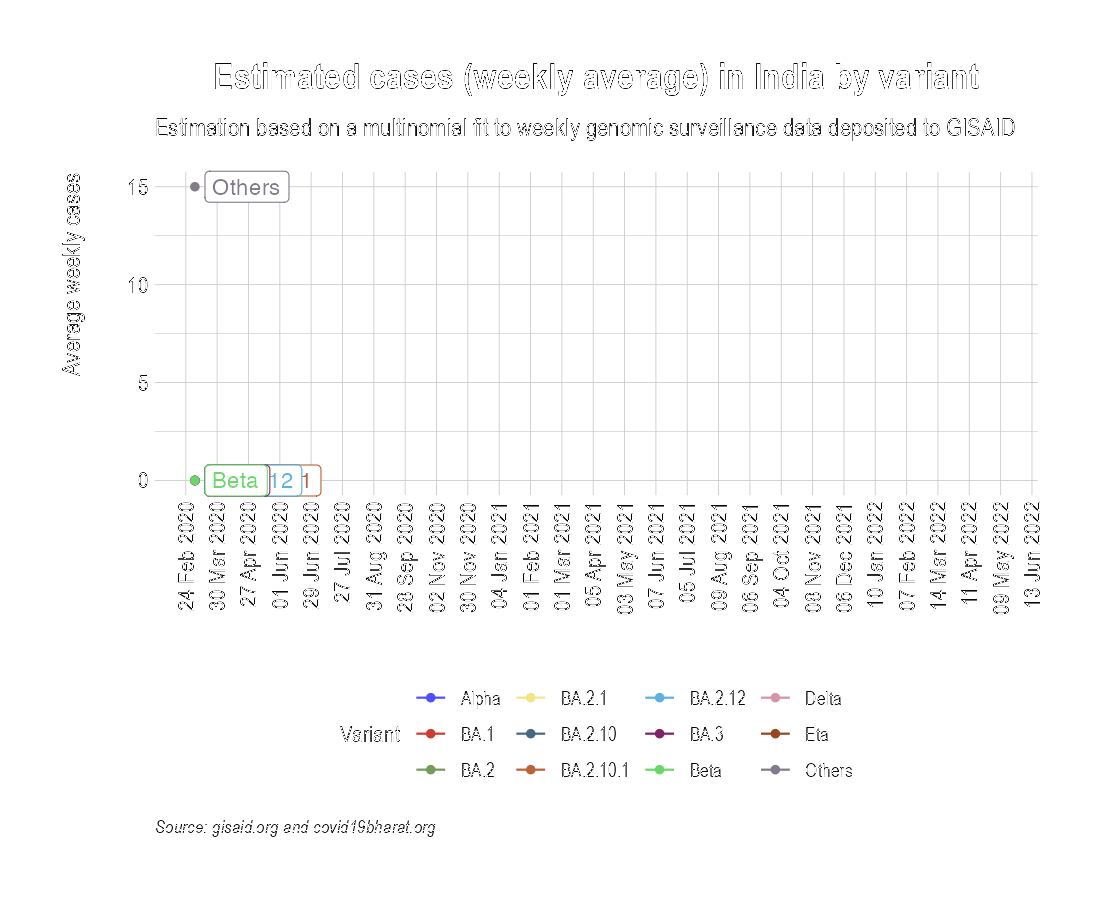 Estimated cases (weekly average) in India by variant
Estimation based on a multinomial fit to weekly genomic surveillance data deposited to GISAID
Average weekly cases
15
10
5
0
Others
Beta
12
1
24 Feb 2020
30 Mar 2020
27 Apr 2020
01 Jun 2020
29 Jun 2020
27 Jul 2020
31 Aug 2020
28 Sep 2020
02 Nov 2020
30 Nov 2020
04 Jan 2021
01 Feb 2021
01 Mar 2021
05 Apr 2021
03 May 2021
07 Jun 2021
05 Jul 2021
09 Aug 2021
06 Sep 2021
04 Oct 2021
08 Nov 2021
06 Dec 2021
10 Jan 2022
07 Feb 2022
14 Mar 2022
11 Apr 2022
09 May 2022
13 Jun 2022
Variant
Alpha
BA.1
BA.2
BA.2.1
BA.2.10
BA.2.10.1
BA.2.12
BA.3
Beta
Delta
Eta
Others
Source: gisaid.org and covid19bharat.org